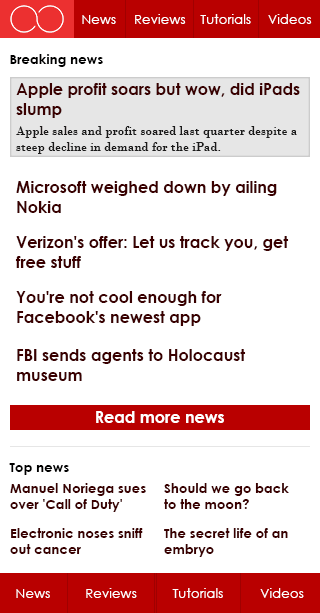 News Reviews Tutorials Videos
Breaking news
Apple profit soars but wow, did iPads
slump
Apple sales and profit soared last quarter despite a
steep decline in demand for the iPad.
Microsoft weighed down by ailing
Nokia
Verizon's offer: Let us track you, get
free stuff
You're not cool enough for
Facebook's newest app
FBI sends agents to Holocaust
museum
Read more news
Top news
Manuel Noriega sues
over 'Call of Duty'
Should we go back
to the moon?
Electronic noses sniff
out cancer
The secret life of an
embryo
News Reviews Tutorials Videos